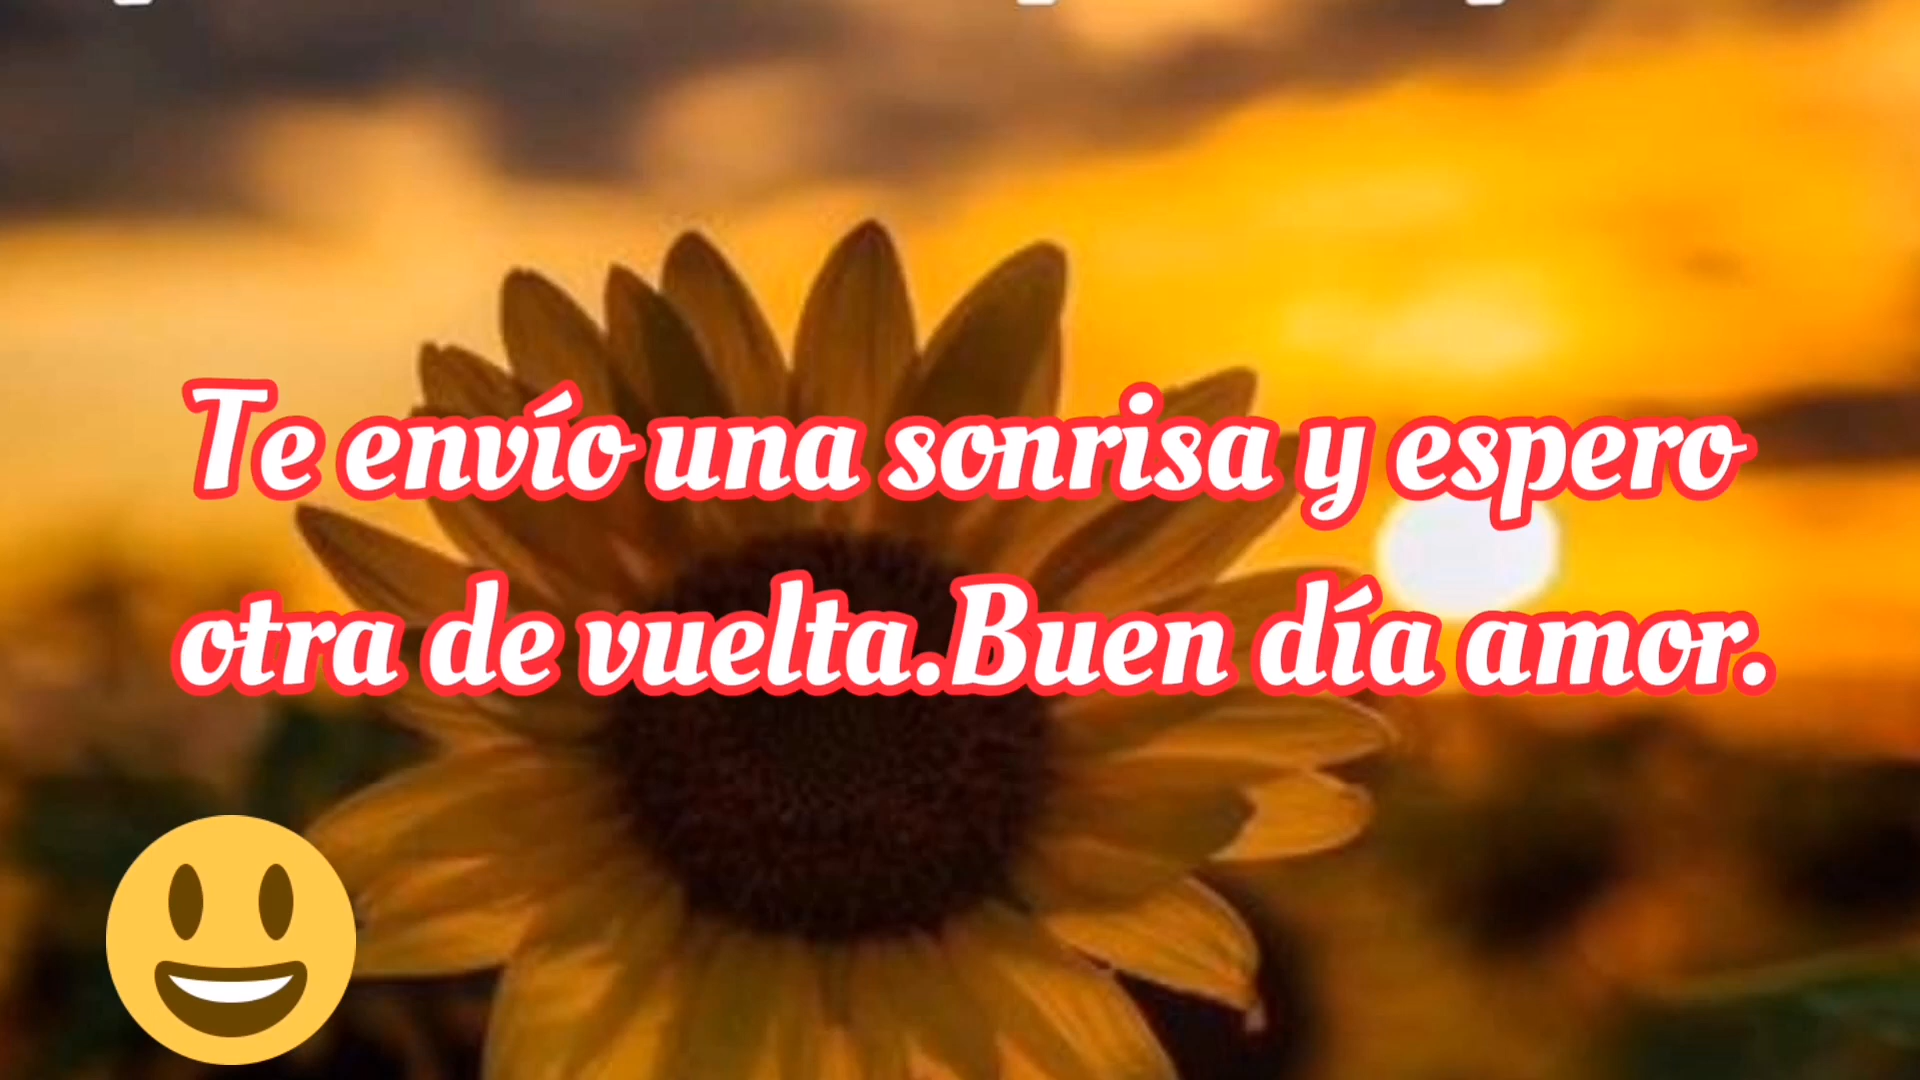 Te envío una sonrisa y espero
otra de vuelta.Buen día amor.